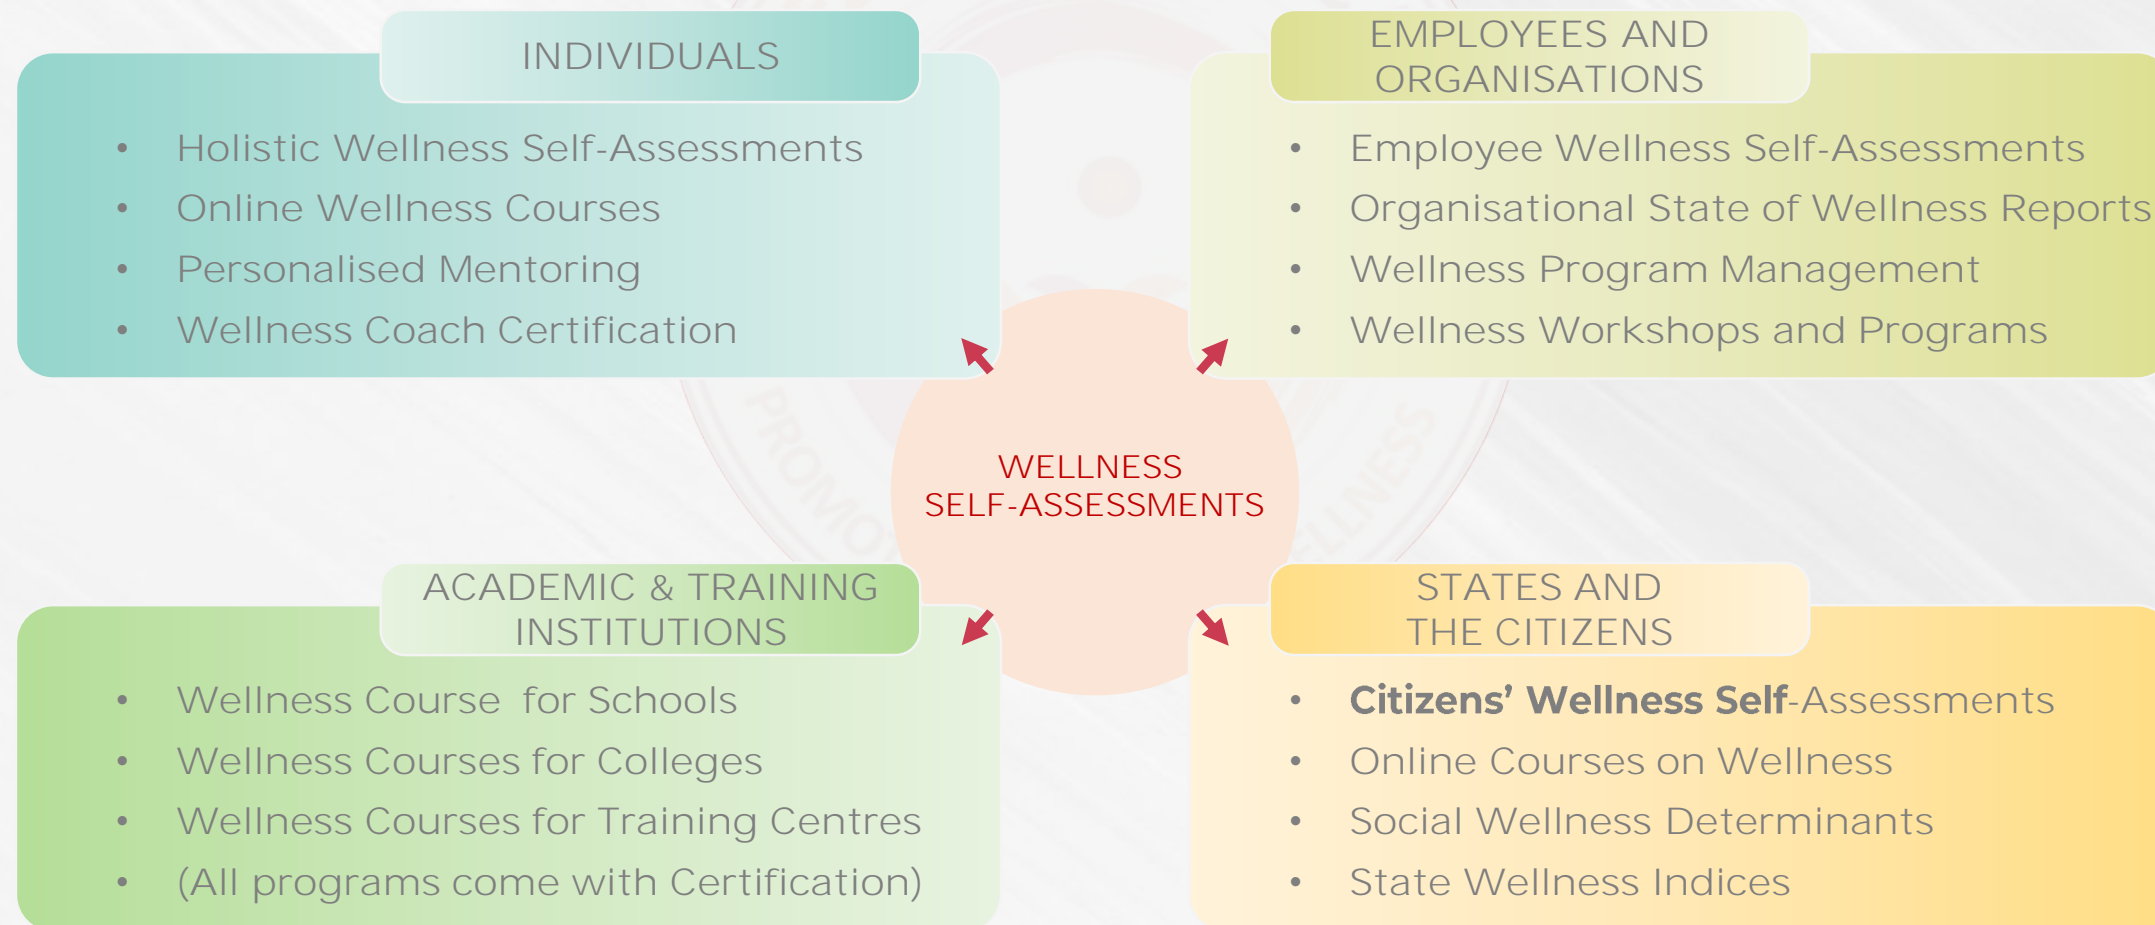 INDIVIDUALS
• Holistic Wellness Self-Assessments
• Online Wellness Courses
• Personalised Mentoring
• Wellness Coach Certification
EMPLOYEES AND
ORGANISATIONS
• Employee Wellness Self-Assessments
• Organisational State of Wellness Reports
• Wellness Program Management
• Wellness Workshops and Programs
WELLNESS
SELF-ASSESSMENTS
ACADEMIC & TRAINING
INSTITUTIONS
• Wellness Course  for Schools
• Wellness Courses for Colleges
• Wellness Courses for Training Centres
• (All programs come with Certification)
STATES AND
THE CITIZENS
• Citizens’ Wellness Self-Assessments
• Online Courses on Wellness
• Social Wellness Determinants
• State Wellness Indices